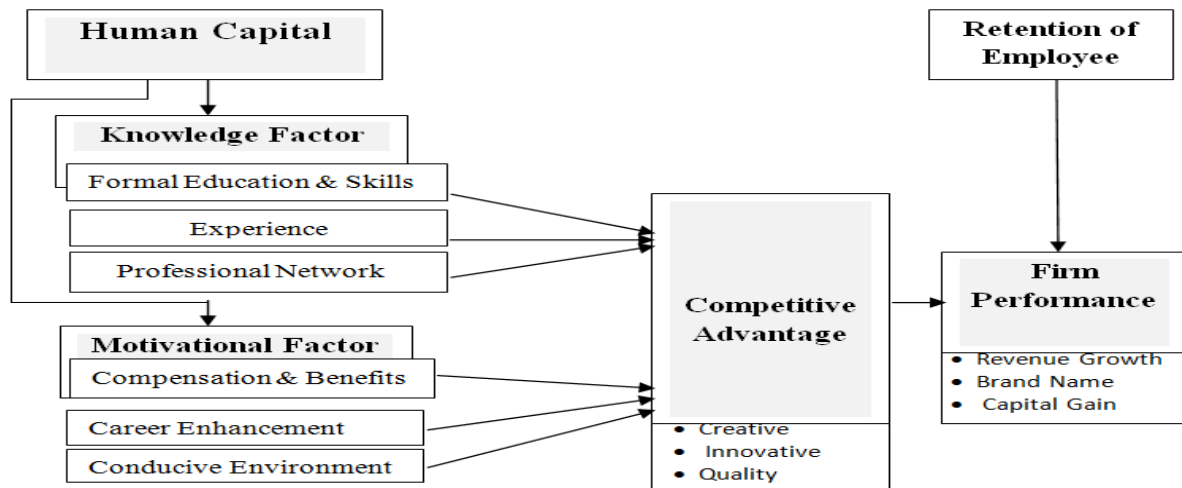 Human Capital
Knowledge Factor
Formal Education & Skills
Experience
Professional Network
Motivational Factor
Compensation & Benefits
Career Enhancement
Conducive Environment
Competitive
Advantage
• Creative
• Innovative
• Quality
Retention of
Employee
Firm
Performance
• Revenue Growth
• Brand Name
• Capital Gain